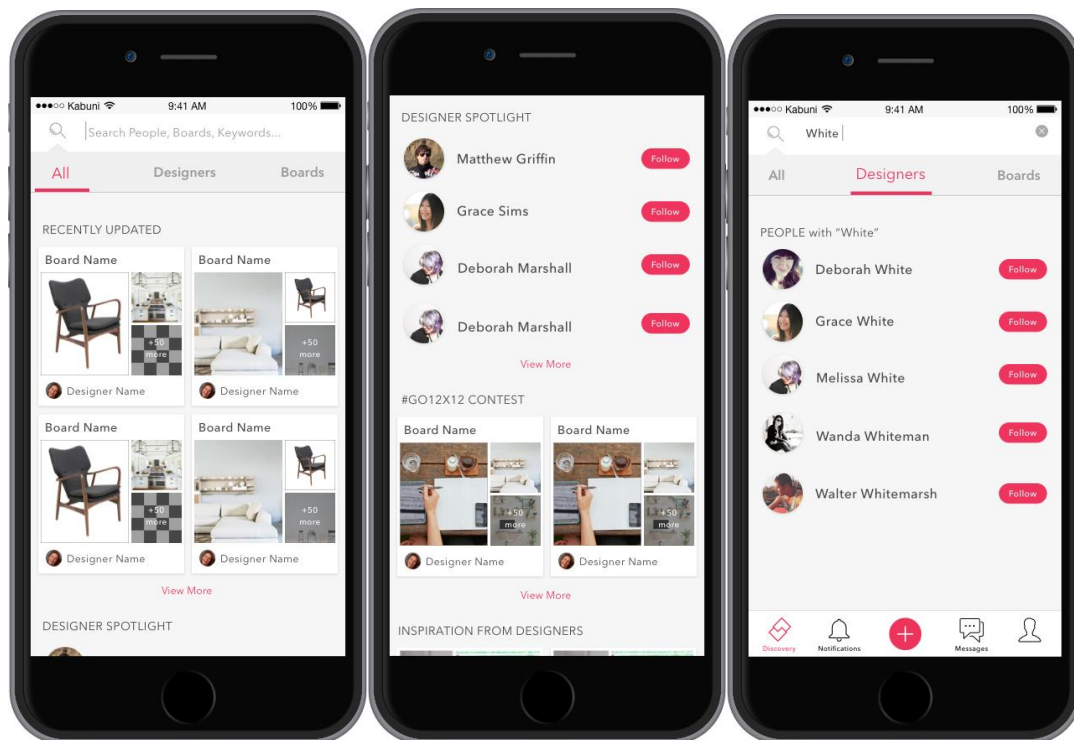 Kabuni 9:41 AM 100%
Search People, Boards, Keywords...
All Designers Boards
RECENTLY UPDATED
Board Name Board Name
+50 +50
more more
Designer Name Designer Name
Board Name Board Name
+50 +50
more more
Designer Name Designer Name
View More
DESIGNER SPOTLIGHT
DESIGNER SPOTLIGHT
Matthew Griffin Follow
Grace Sims Follow
Deborah Marshall Follow
Deborah Marshall Follow
View More
#GO12X12 CONTEST
Board Name Board Name
+50 +50
more more
Designer Name Designer Name
View More
INSPIRATION FROM DESIGNERS
Kabuni 9:41 AM 100%
White
All Designers Boards
PEOPLE with "White"
Deborah White Follow
Grace White Follow
Melissa White Follow
Wanda Whiteman Follow
Walter Whitemarsh Follow
Discovery Notifications Messages